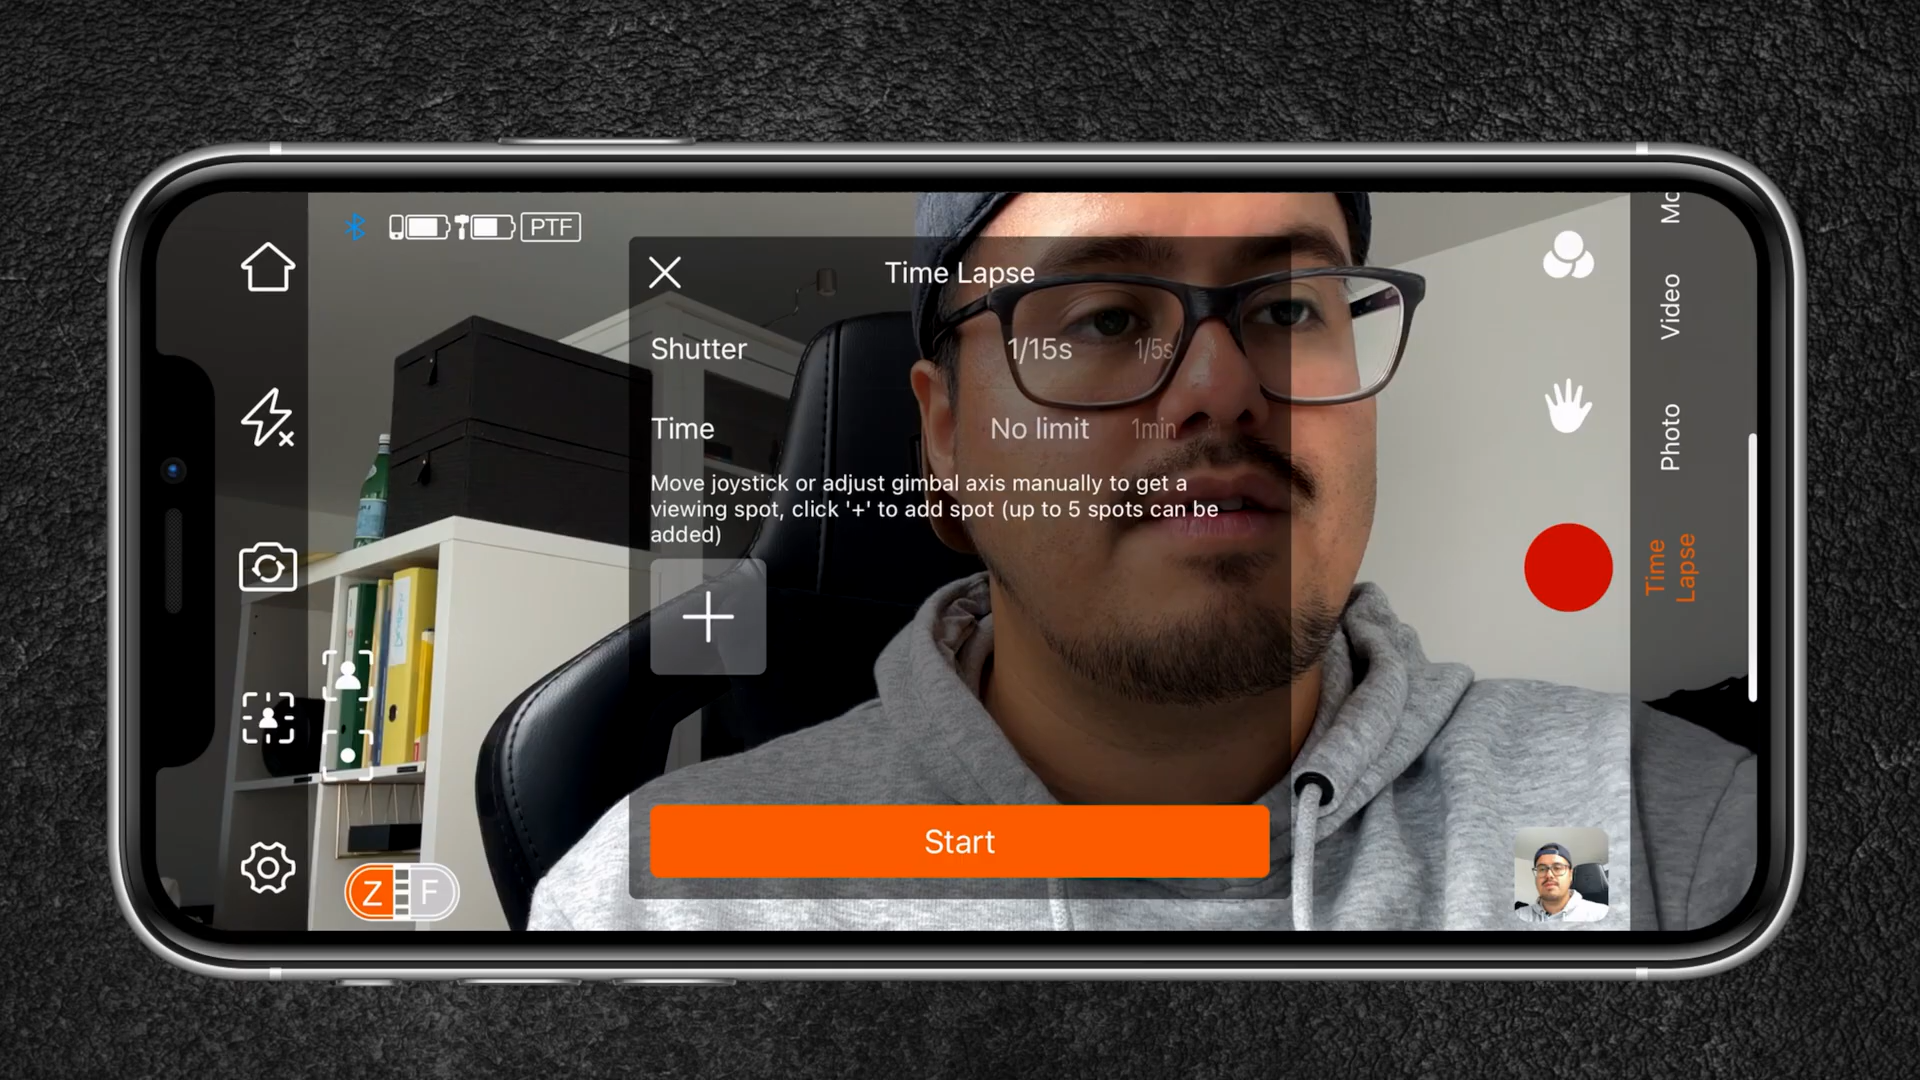 PTF
Time Lapse
Shutter
1/15s
1/5s
Time
No limit
1min
Move joystick or adjust gimbal axis manually to get a
viewing spot, click '+' to add spot (up to 5 spots can be
added)
Start
Z
F
Video
Photo
Time
Lapse